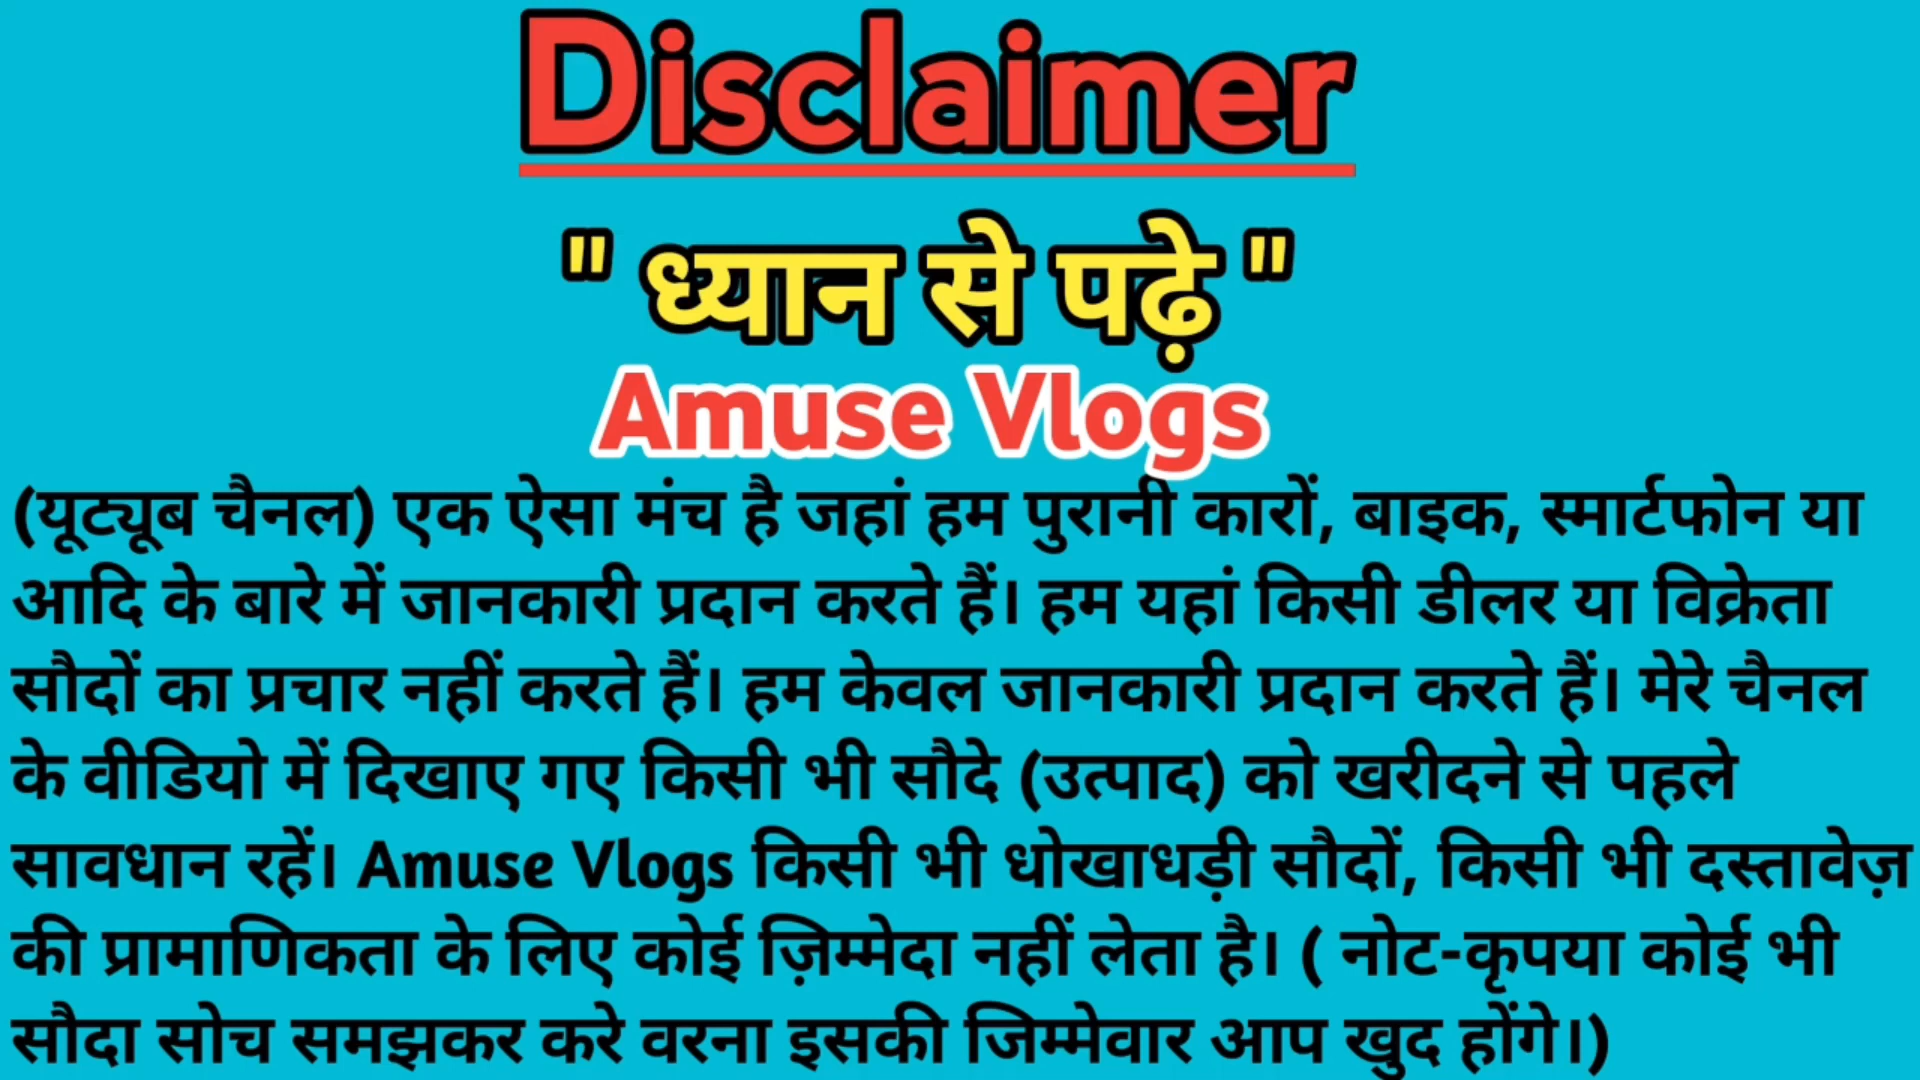 Disclaimer
" ध्यान से पढ़े "
Amuse Vlogs
(यूट्यूब चैनल) एक ऐसा मंच है जहां हम पुरानी कारों, बाइक, स्मार्टफोन या
आदि के बारे में जानकारी प्रदान करते हैं। हम यहां किसी डीलर या विक्रेता
सौदों का प्रचार नहीं करते हैं। हम केवल जानकारी प्रदान करते हैं। मेरे चैनल
के वीडियो में दिखाए गए किसी भी सौदे (उत्पाद) को खरीदने से पहले
सावधान रहें। Amuse Vlogs किसी भी धोखाधड़ी सौदों, किसी भी दस्तावेज़
की प्रामाणिकता के लिए कोई ज़िम्मेदा नहीं लेता है। ( नोट-कृपया कोई भी
सौदा सोच समझकर करे वरना इसकी जिम्मेवार आप खुद होंगे।)